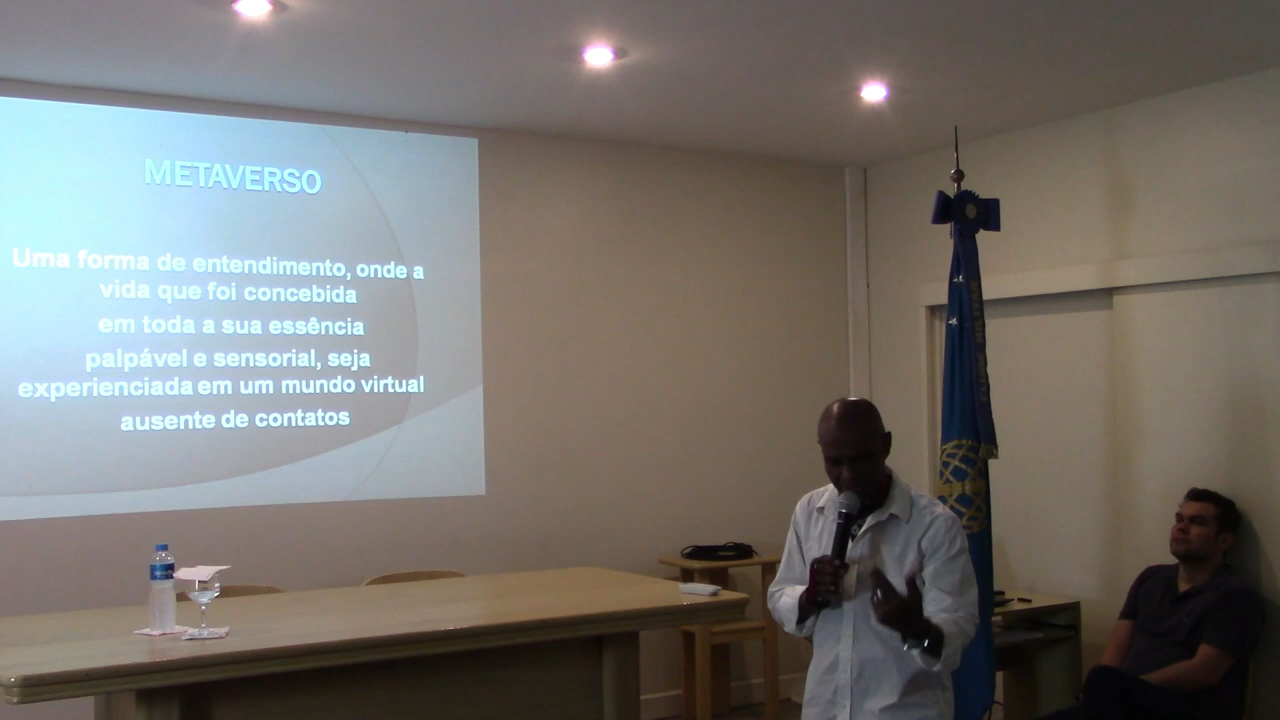 METAVERSO
Uma forma de entendimento, onde a
vida que foi concebida
em toda a sua essência
palpável e sensorial, seja
experienciada em um mundo virtual
ausente de contatos